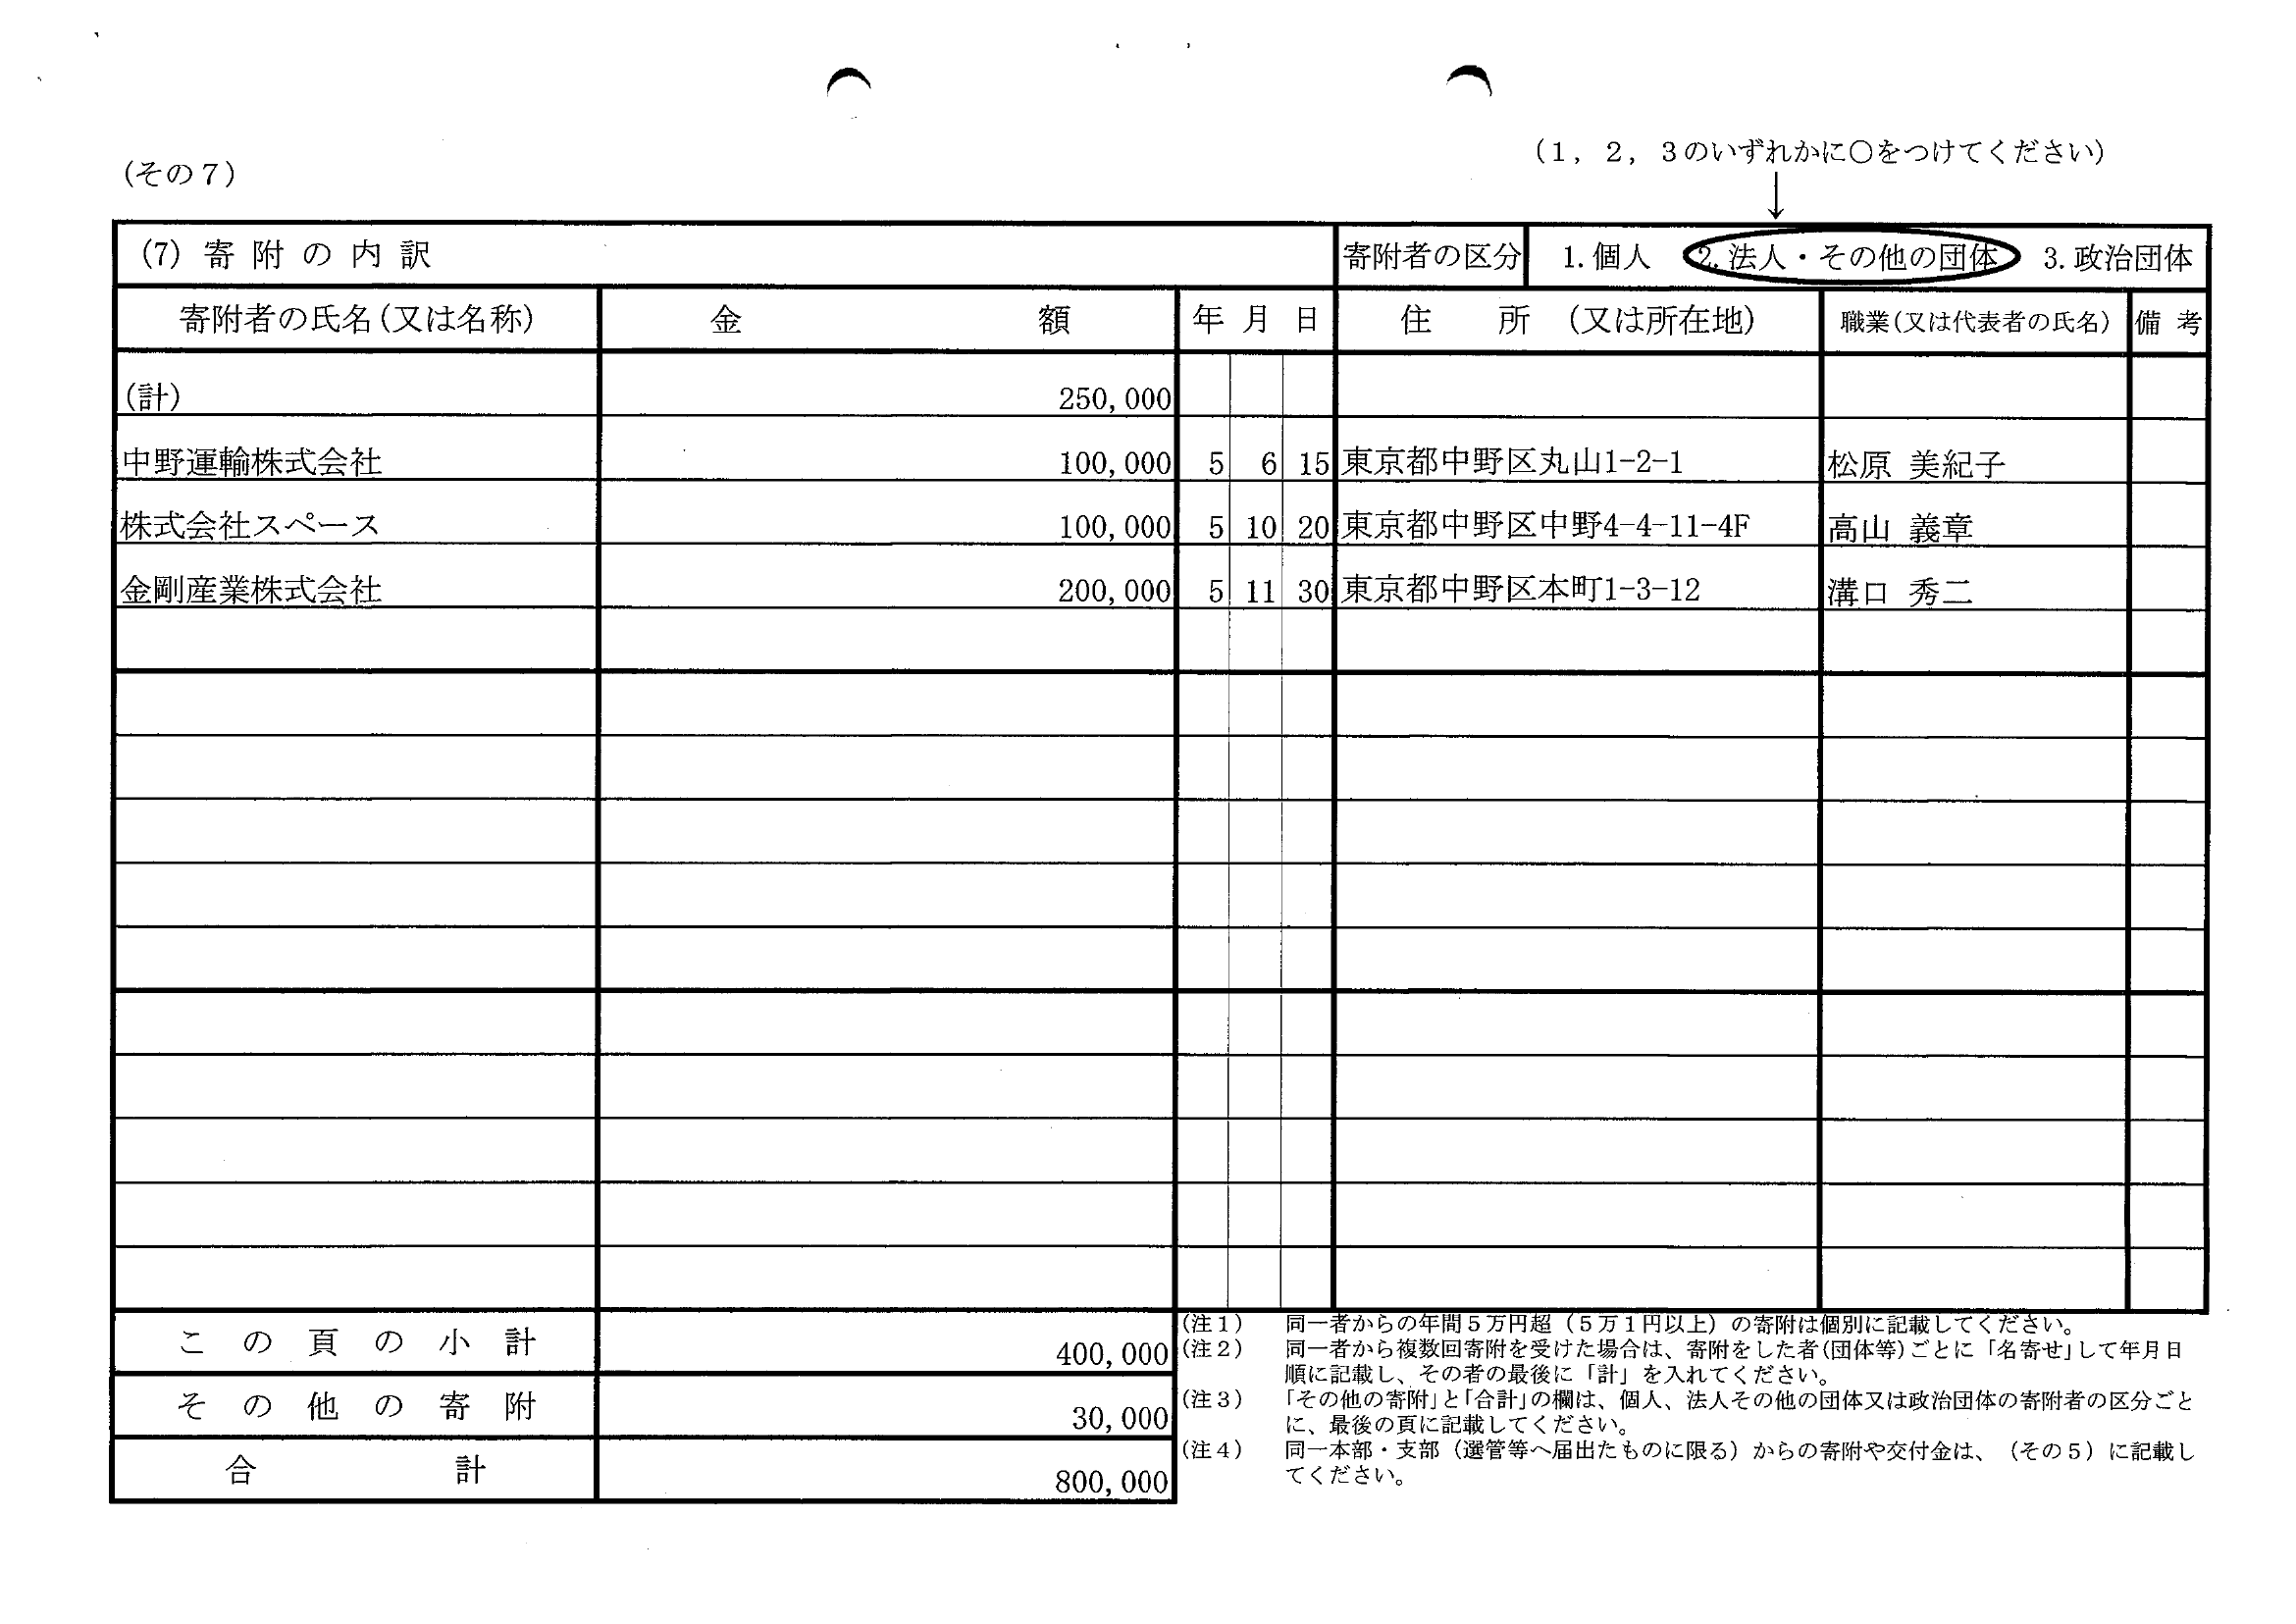 (その7)
(1, 2, 3のいずれかに○をつけてください)
↓
(7) 寄 附 の 内 訳 寄附者の区分 1.個人 2.法人・その他の団体 3.政治団体
寄附者の氏名(又は名称) 金 額 年 月 日 住 所 (又は所在地) 職業(又は代表者の氏名) 備 考
(計) 250,000
中野運輸株式会社 100,000 5 6 15 東京都中野区丸山1-2-1 松原 美紀子
株式会社スペース 100,000 5 10 20 東京都中野区中野4-4-11-4F 高山 義章
金剛産業株式会社 200,000 5 11 30 東京都中野区本町1-3-12 溝口 秀二
こ の 頁 の 小 計 400,000
そ の 他 の 寄 附 30,000
合 計 800,000
(注1) 同一者からの年間5万円超(5万1円以上)の寄附は個別に記載してください。
(注2) 同一者から複数回寄附を受けた場合は、寄附をした者(団体等)ごとに「名寄せ」して年月日
順に記載し、その者の最後に「計」を入れてください。
(注3) 「その他の寄附」と「合計」の欄は、個人、法人その他の団体又は政治団体の寄附者の区分ごと
に、最後の頁に記載してください。
(注4) 同一本部・支部(選管等へ届出たものに限る)からの寄附や交付金は、(その5)に記載し
てください。